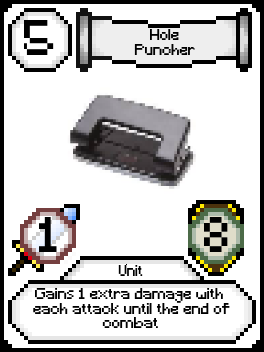 5
Hole
Puncher
1
8
Unit
Gains 1 extra damage with
each attack until the end of
combat